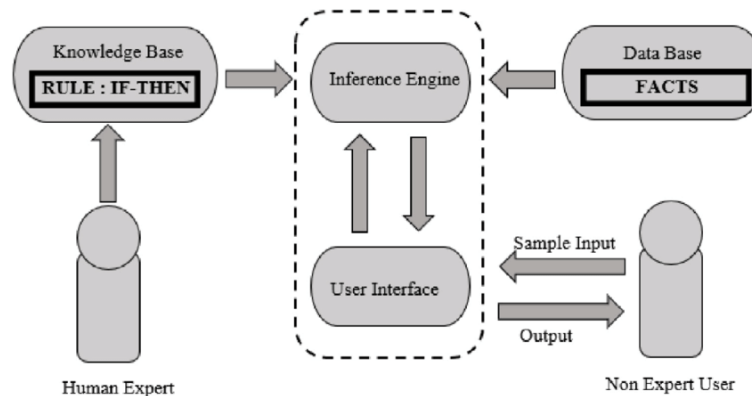 Knowledge Base
RULE : IF-THEN
Inference Engine
Data Base
FACTS
Sample Input
User Interface
Output
Human Expert
Non Expert User